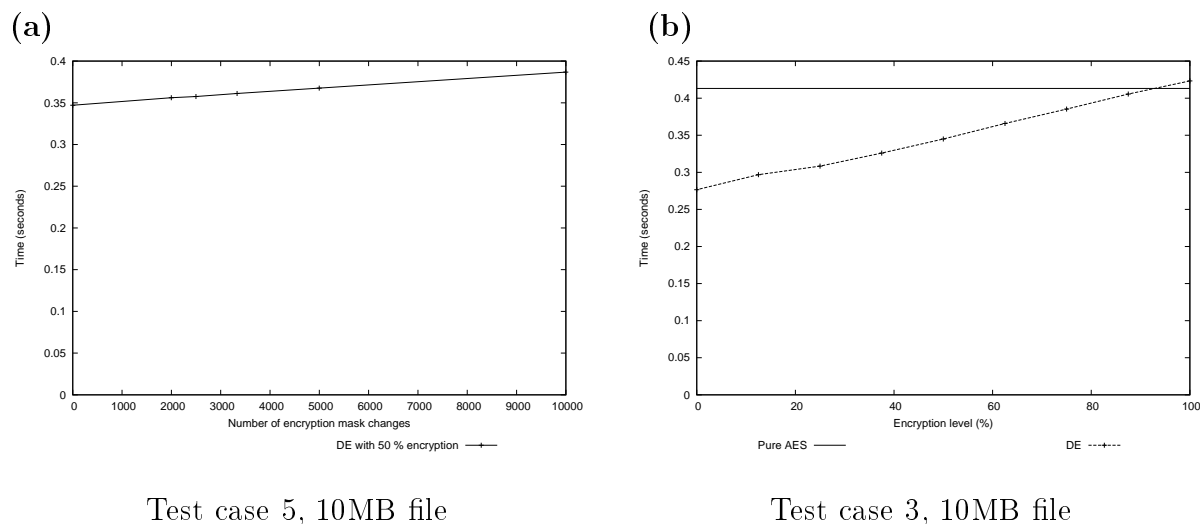 (a)
0.4
0.35
0.3
0.25
0.2
0.15
0.1
0.05
0
Time (seconds)
0 1000 2000 3000 4000 5000 6000 7000 8000 9000 10000
Number of encryption mask changes
DE with 50 % encryption
Test case 5, 10MB file
(b)
0.45
0.4
0.35
0.3
0.25
0.2
0.15
0.1
0.05
0
Time (seconds)
0 20 40 60 80 100
Encryption level (%)
Pure AES DE
Test case 3, 10MB file